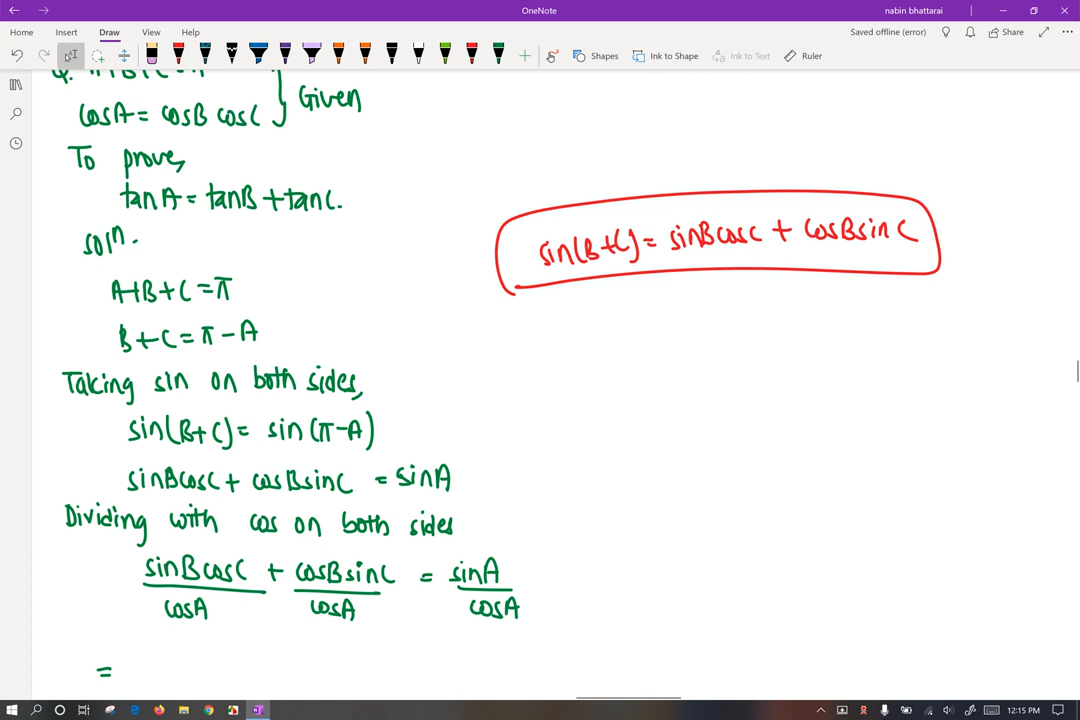 OneNote
nabin bhattarai
Home Insert Draw View Help
Saved offline (error) Share
Shapes Ink to Shape Ink to Text Ruler
cosA = cosB cosC } Given
To prove,
tanA = tanB + tanC.
sin(B+C) = sinBcosC + cosBsinC
soln.
A+B+C = π
B+C = π - A
Taking sin on both sides,
sin(B+C) = sin(π-A)
sinBcosC + cosBsinC = sinA
Dividing with cos on both sides
sinBcosC/cosA + cosBsinC/cosA = sinA/cosA
=
12:15 PM